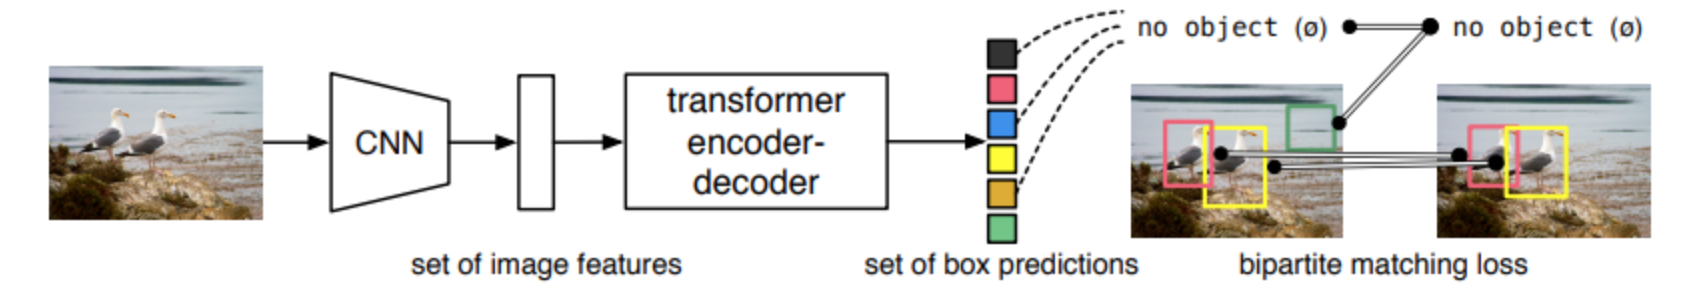 no object (ø)
no object (ø)
CNN
transformer
encoder-
decoder
set of image features
set of box predictions
bipartite matching loss